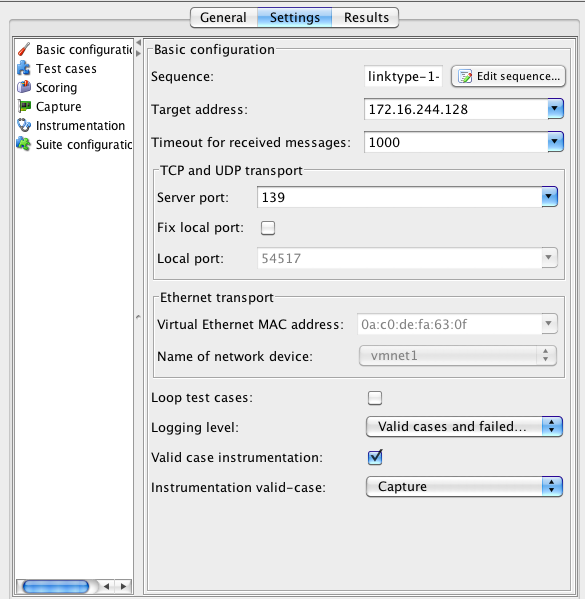 General Settings Results
Basic configuratic
Test cases
Scoring
Capture
Instrumentation
Suite configuratic
Basic configuration
Sequence: linktype-1- Edit sequence...
Target address: 172.16.244.128
Timeout for received messages: 1000
TCP and UDP transport
Server port: 139
Fix local port:
Local port: 54517
Ethernet transport
Virtual Ethernet MAC address: 0a:c0:de:fa:63:0f
Name of network device: vmnet1
Loop test cases:
Logging level: Valid cases and failed...
Valid case instrumentation:
Instrumentation valid-case: Capture